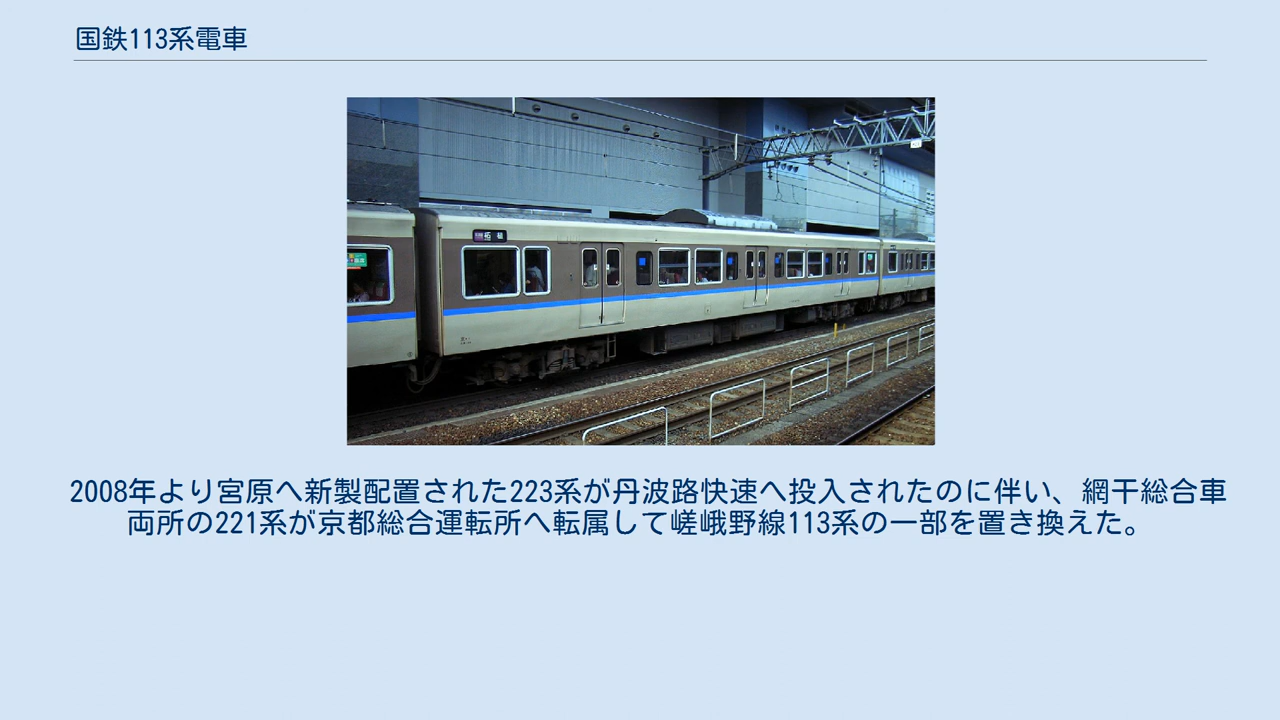 国鉄113系電車
2008年より宮原へ新製配置された223系が丹波路快速へ投入されたのに伴い、網干総合車
両所の221系が京都総合運転所へ転属して嵯峨野線113系の一部を置き換えた。